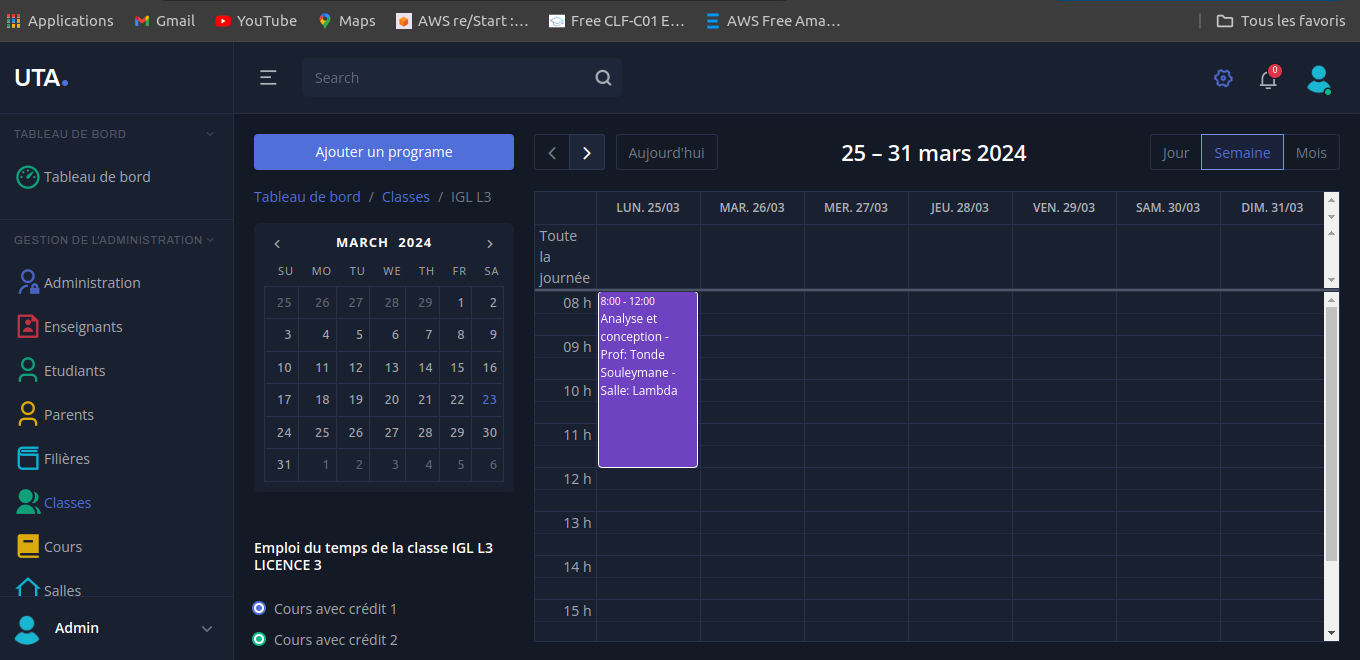 Applications
Gmail
YouTube
Maps
AWS re/Start :...
Free CLF-C01 E...
AWS Free Ama...
Tous les favoris
UTA.
Search
0
TABLEAU DE BORD
Tableau de bord
GESTION DE L'ADMINISTRATION
Administration
Enseignants
Etudiants
Parents
FIlières
Classes
Cours
Salles
Admin
Ajouter un programe
Tableau de bord / Classes / IGL L3
MARCH 2024
SU MO TU WE TH FR SA
25 26 27 28 29 1 2
3 4 5 6 7 8 9
10 11 12 13 14 15 16
17 18 19 20 21 22 23
24 25 26 27 28 29 30
31 1 2 3 4 5 6
Emploi du temps de la classe IGL L3
LICENCE 3
Cours avec crédit 1
Cours avec crédit 2
Aujourd'hui
25 – 31 mars 2024
Jour Semaine Mois
LUN. 25/03 MAR. 26/03 MER. 27/03 JEU. 28/03 VEN. 29/03 SAM. 30/03 DIM. 31/03
Toute
la
journée
08 h
09 h
10 h
11 h
12 h
13 h
14 h
15 h
8:00 - 12:00
Analyse et
conception -
Prof: Tonde
Souleymane -
Salle: Lambda